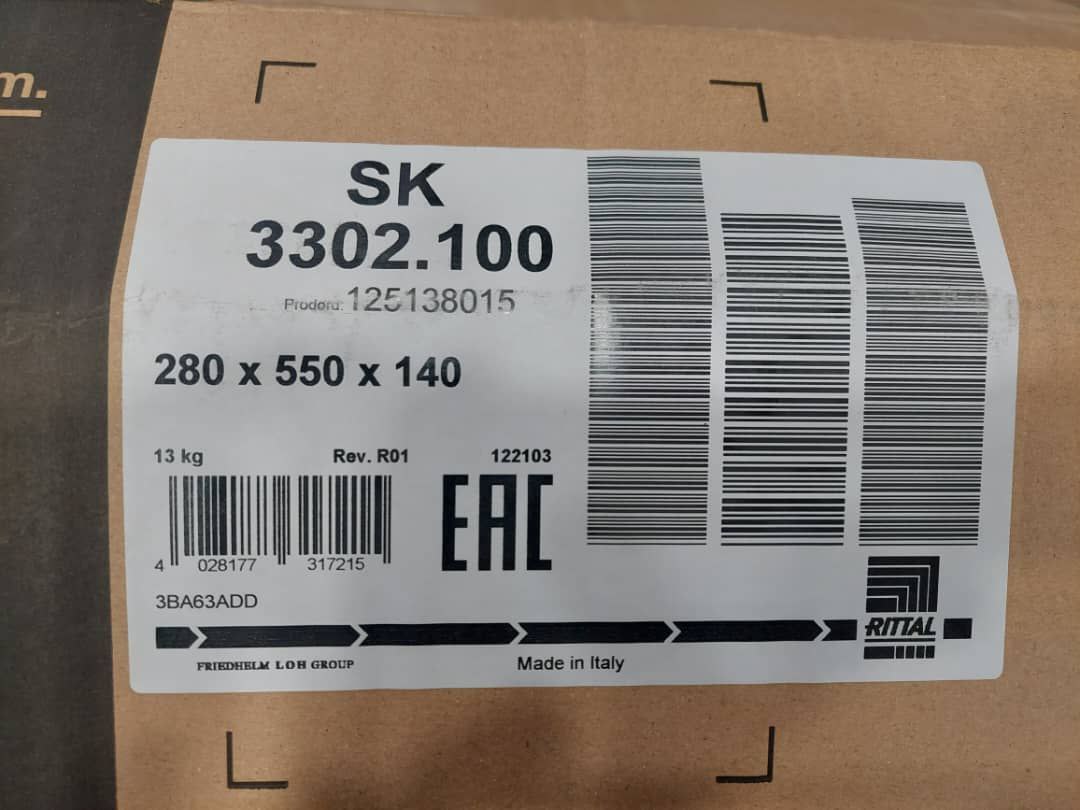 m.
SK
3302.100
Prodord: 125138015
280 x 550 x 140
13 kg Rev. R01 122103
EAC
4 028177 317215
3BA63ADD
RITTAL
FRIEDHELM LOH GROUP
Made in Italy